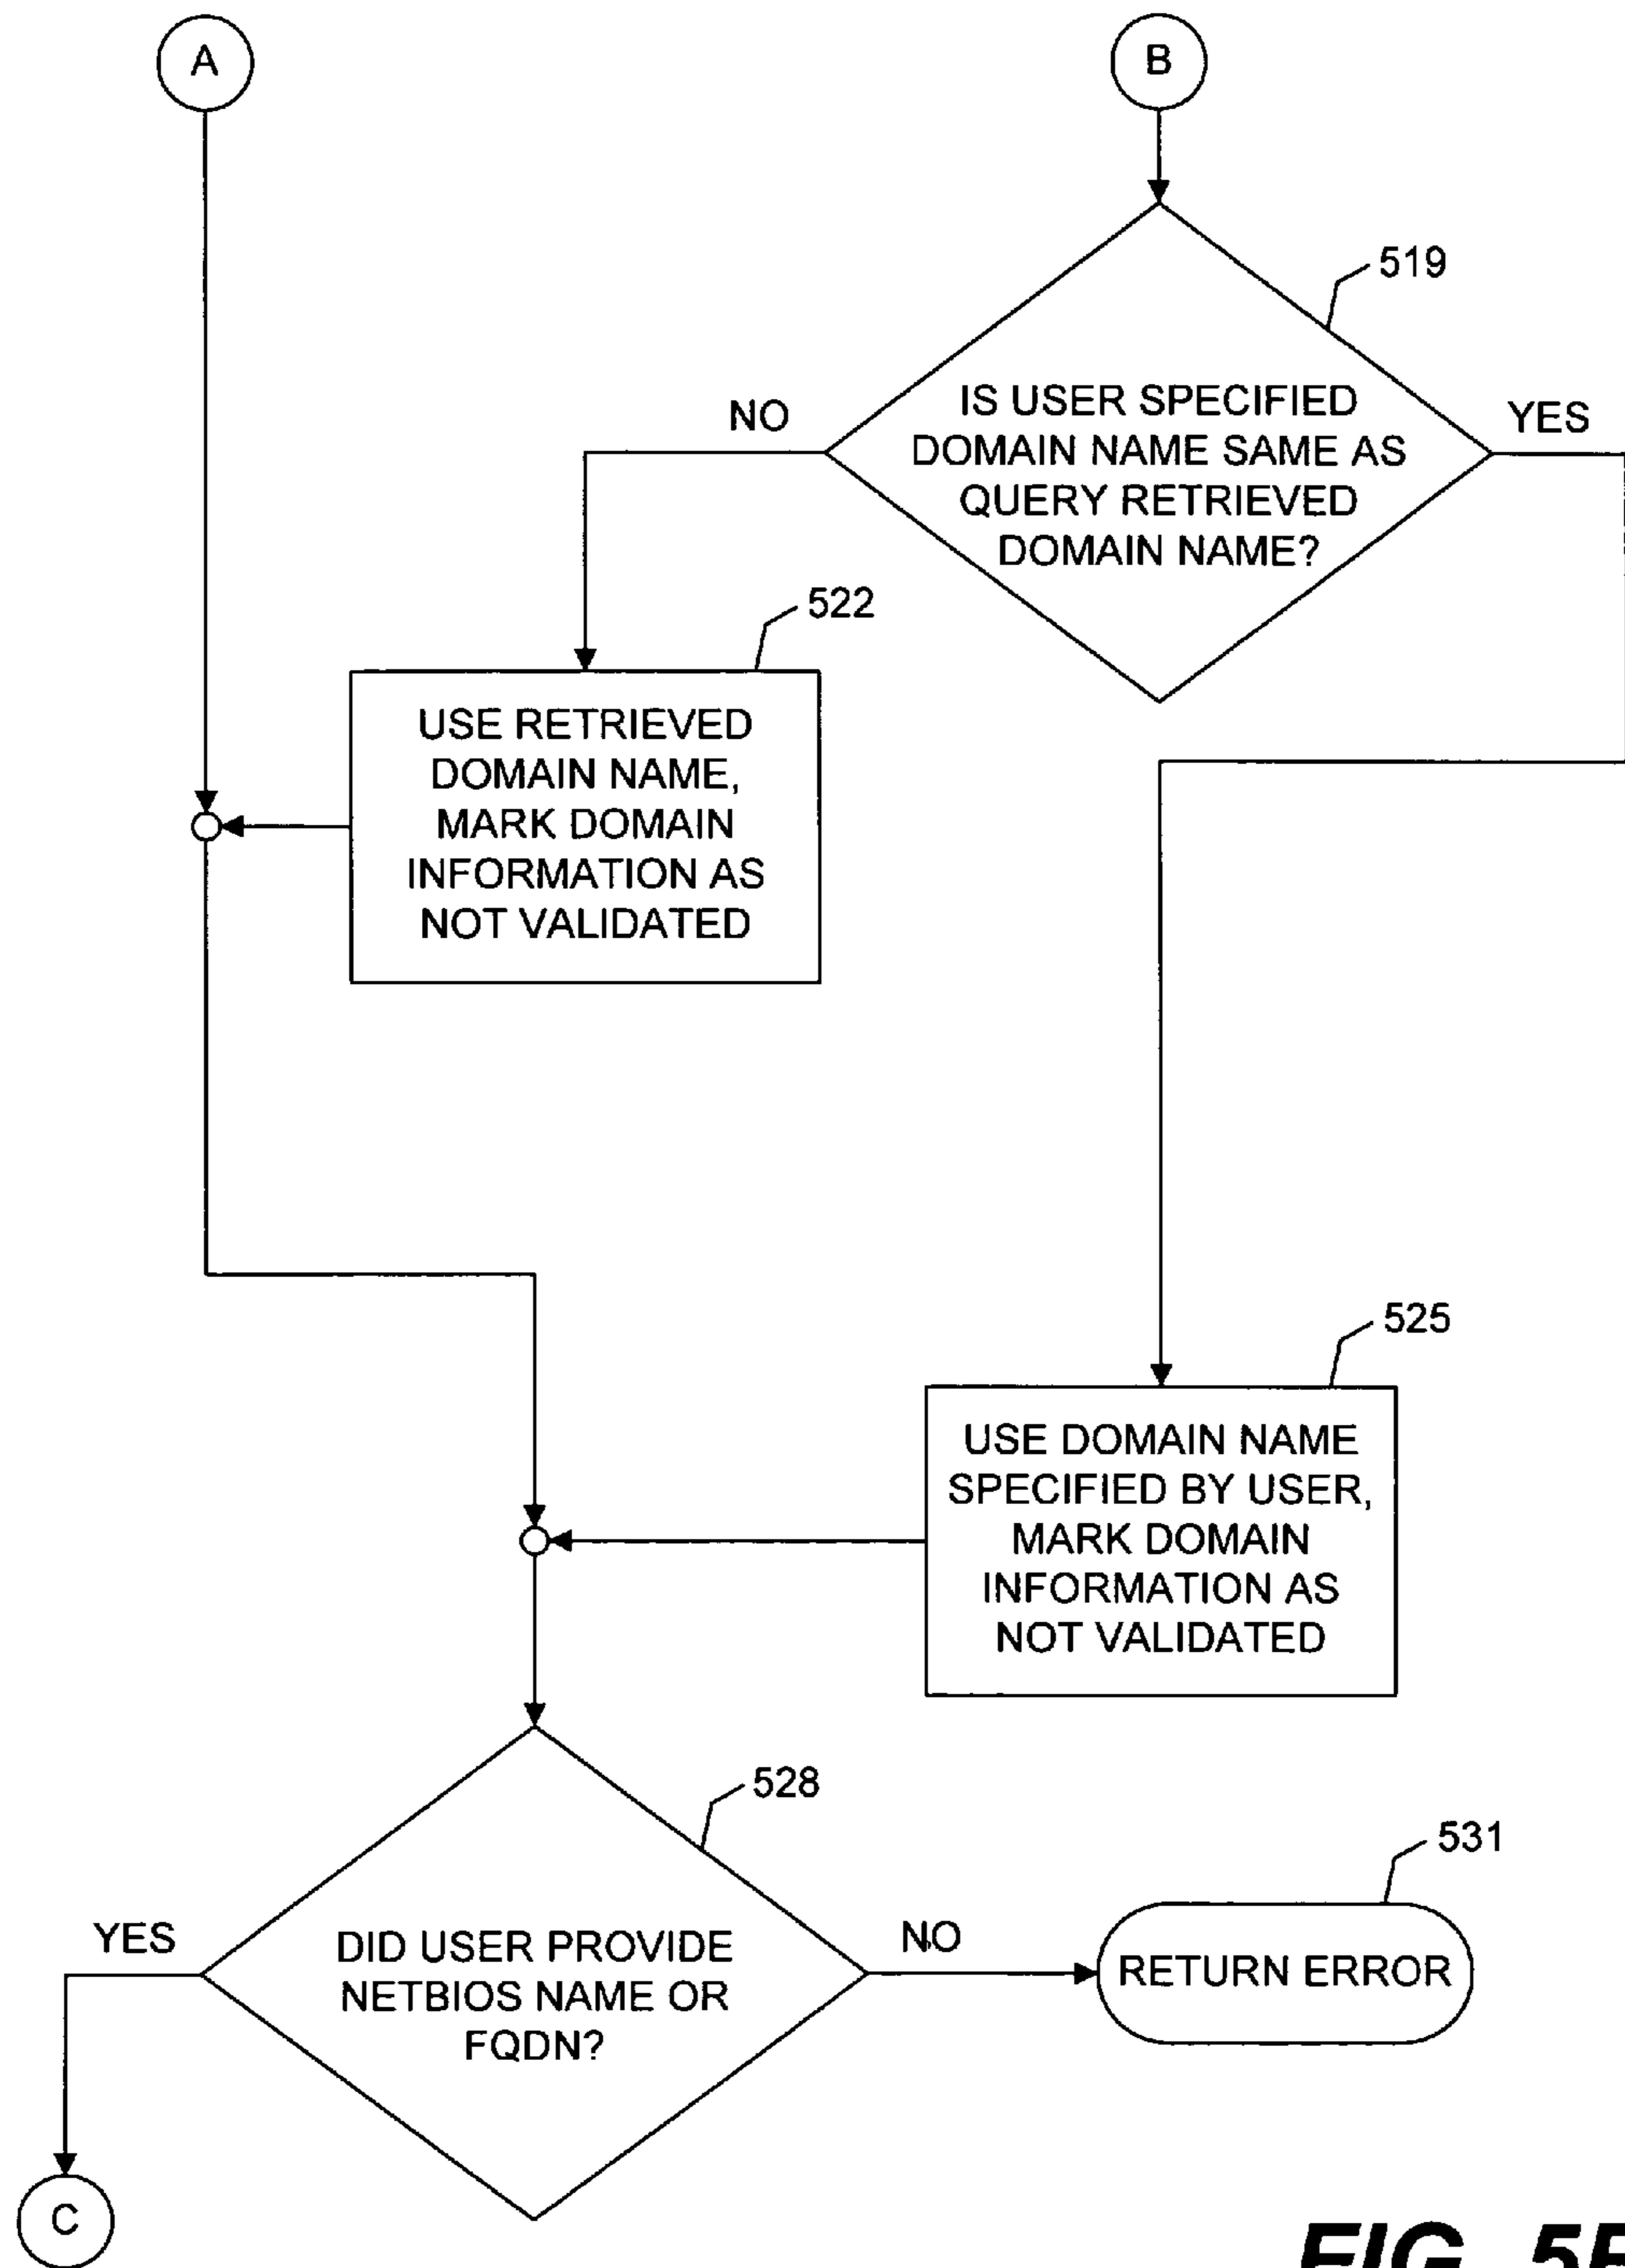 A
B
519
IS USER SPECIFIED
DOMAIN NAME SAME AS
QUERY RETRIEVED
DOMAIN NAME?
NO
YES
522
USE RETRIEVED
DOMAIN NAME,
MARK DOMAIN
INFORMATION AS
NOT VALIDATED
525
USE DOMAIN NAME
SPECIFIED BY USER,
MARK DOMAIN
INFORMATION AS
NOT VALIDATED
528
531
YES
DID USER PROVIDE
NETBIOS NAME OR
FQDN?
NO
RETURN ERROR
C
FIG.